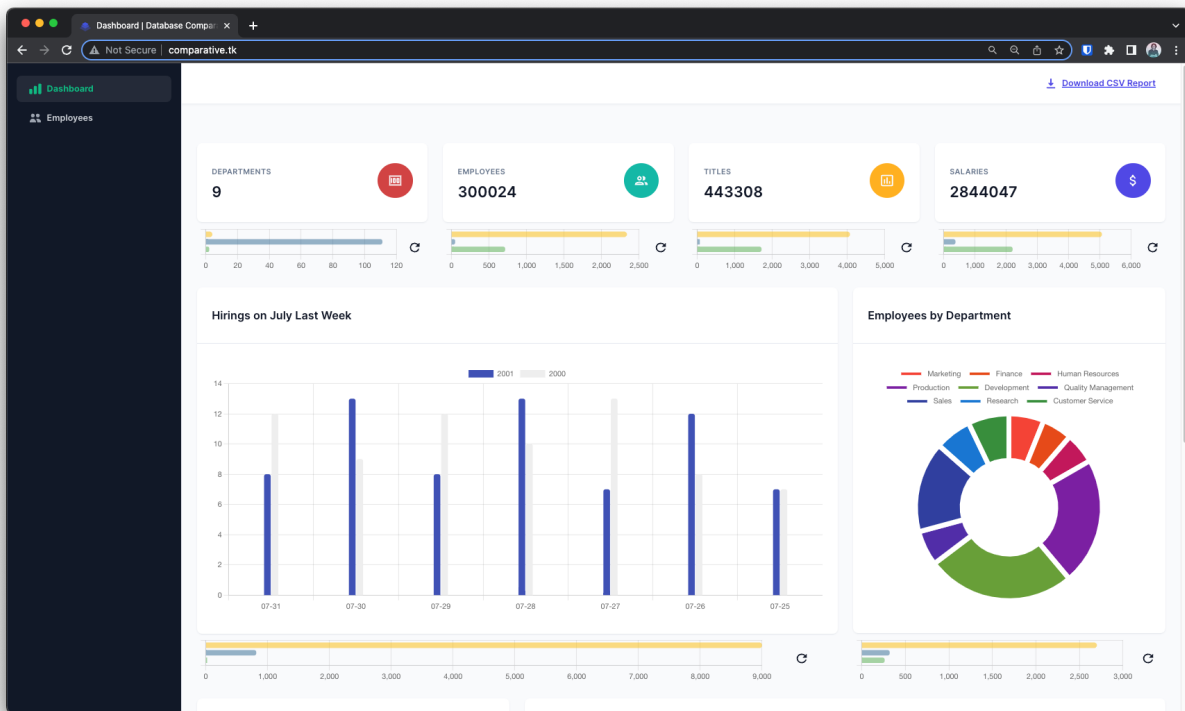 Dashboard | Database Compar
Not Secure | comparative.tk
Dashboard
Employees
Download CSV Report
DEPARTMENTS
9
EMPLOYEES
300024
TITLES
443308
SALARIES
2844047
0 20 40 60 80 100 120
0 500 1,000 1,500 2,000 2,500
0 1,000 2,000 3,000 4,000 5,000
0 1,000 2,000 3,000 4,000 5,000 6,000
Hirings on July Last Week
2001 2000
14
12
10
8
6
4
2
0
07-31 07-30 07-29 07-28 07-27 07-26 07-25
Employees by Department
Marketing Finance Human Resources
Production Development Quality Management
Sales Research Customer Service
0 1,000 2,000 3,000 4,000 5,000 6,000 7,000 8,000 9,000
0 500 1,000 1,500 2,000 2,500 3,000